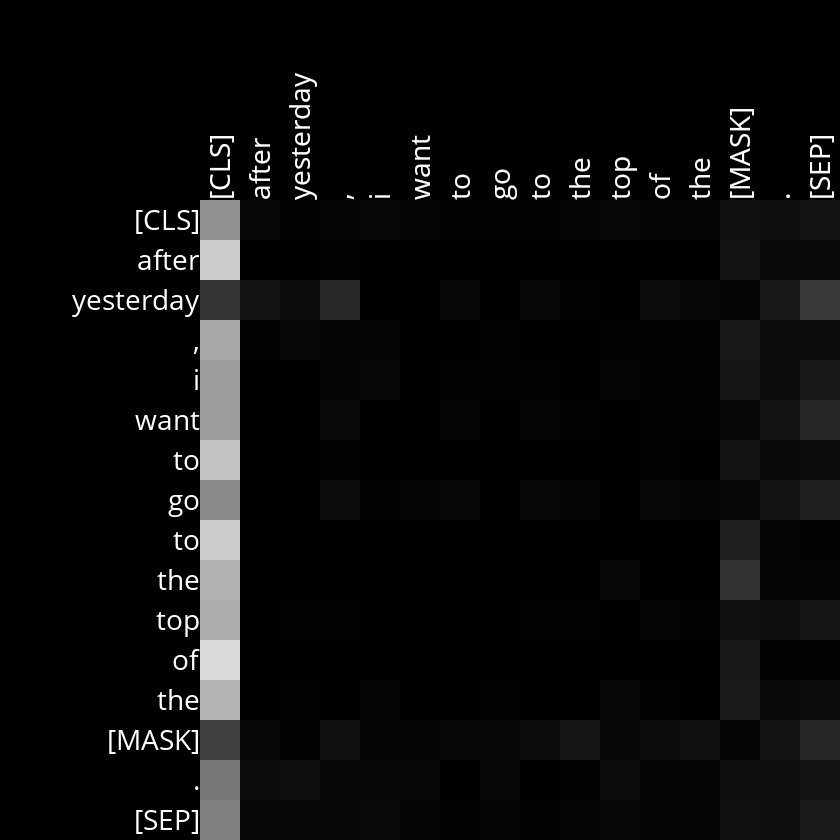 [CLS] after yesterday , i want to go to the top of the [MASK] . [SEP]
[CLS]
after
yesterday
,
i
want
to
go
to
the
top
of
the
[MASK]
.
[SEP]